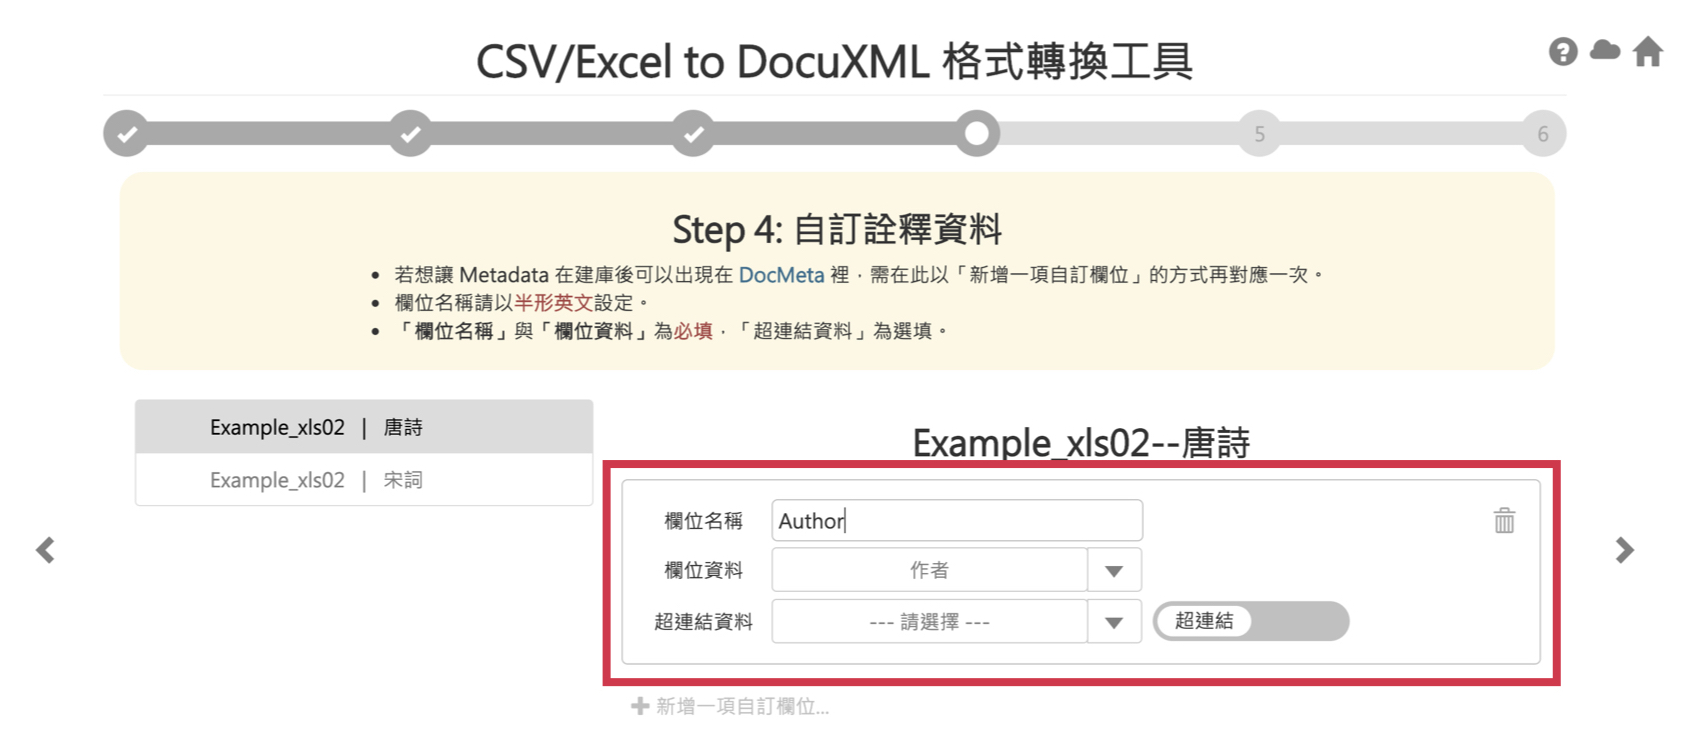 CSV/Excel to DocuXML 格式轉換工具
5
6
Step 4: 自訂詮釋資料
• 若想讓 Metadata 在建庫後可以出現在 DocMeta 裡，需在此以「新增一項自訂欄位」的方式再對應一次。
• 欄位名稱請以半形英文設定。
• 「欄位名稱」與「欄位資料」為必填，「超連結資料」為選填。
Example_xls02 | 唐詩
Example_xls02 | 宋詞
Example_xls02--唐詩
欄位名稱 Author
欄位資料 作者
超連結資料 --- 請選擇 --- 超連結
新增一項自訂欄位...